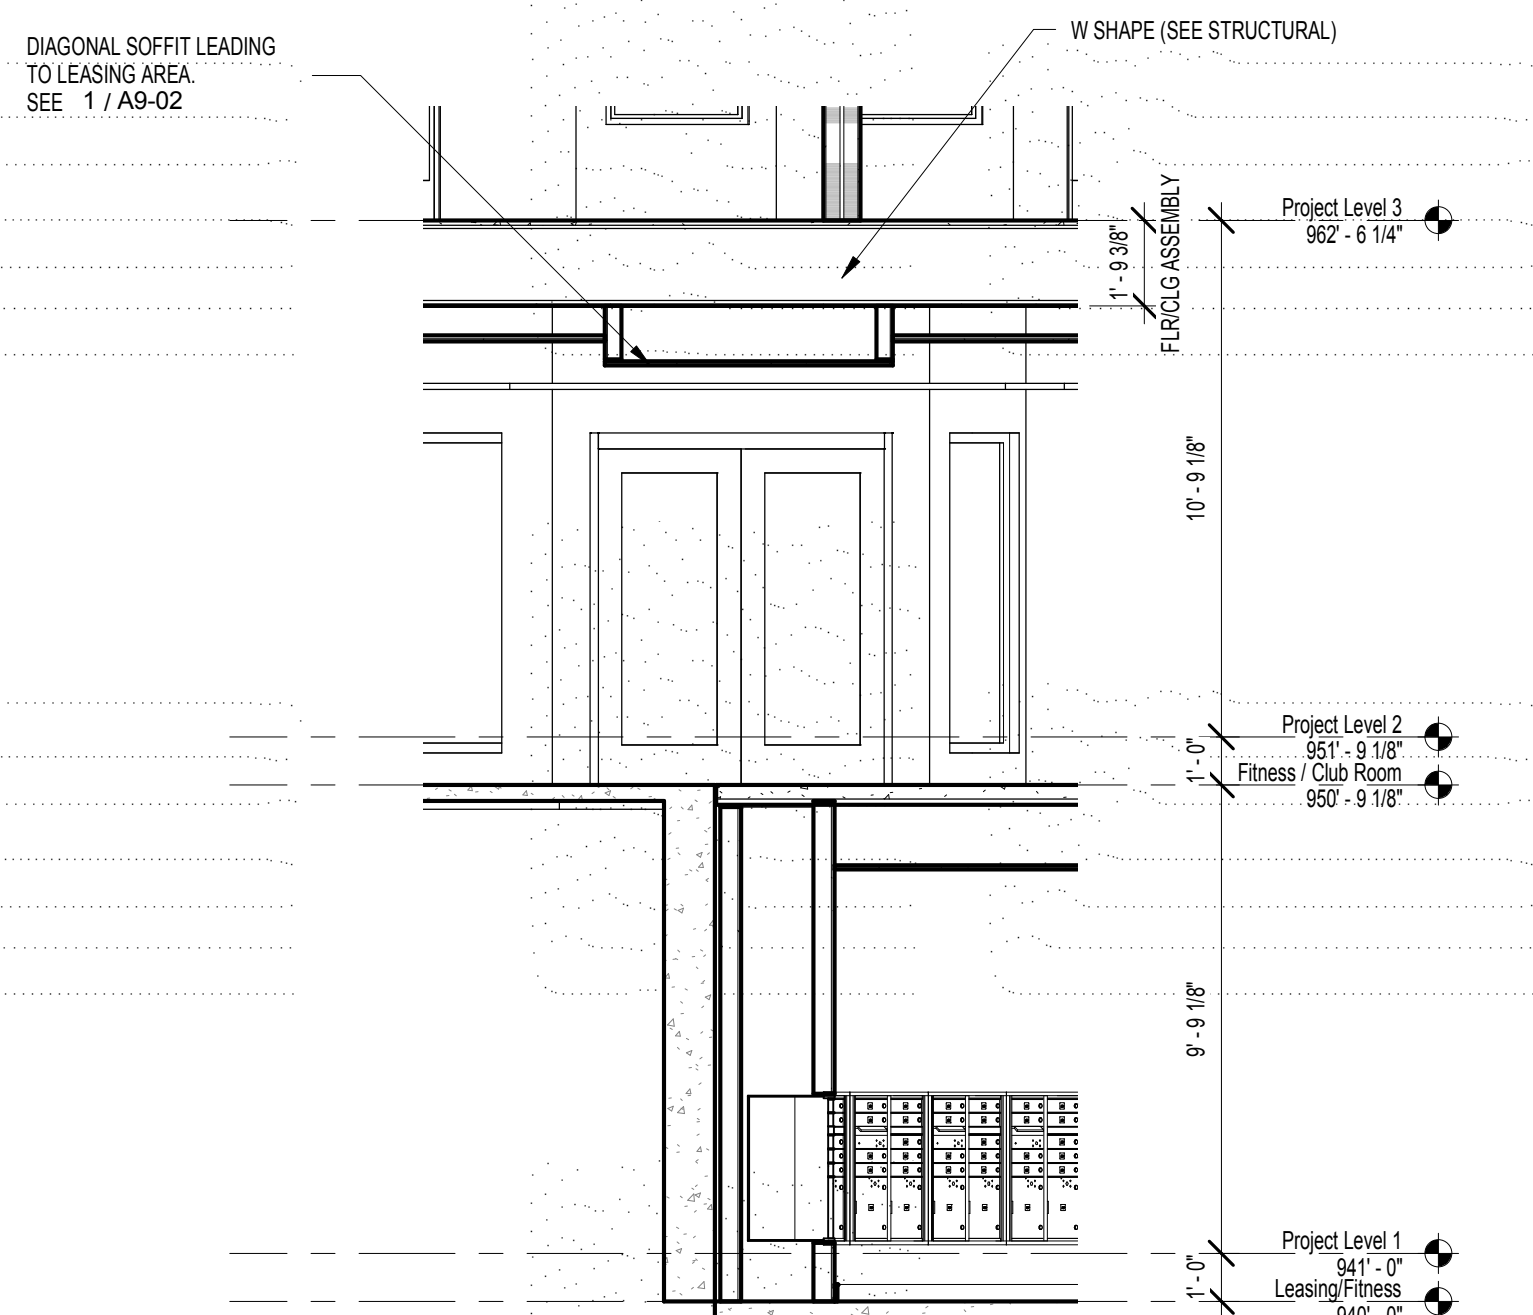 DIAGONAL SOFFIT LEADING
TO LEASING AREA.
SEE 1 / A9-02
W SHAPE (SEE STRUCTURAL)
1' - 9 3/8"
FLR/CLG ASSEMBLY
Project Level 3
962' - 6 1/4"
10' - 9 1/8"
Project Level 2
951' - 9 1/8"
1' - 0"
Fitness / Club Room
950' - 9 1/8"
9' - 9 1/8"
Project Level 1
941' - 0"
1' - 0"
Leasing/Fitness
940' - 0"